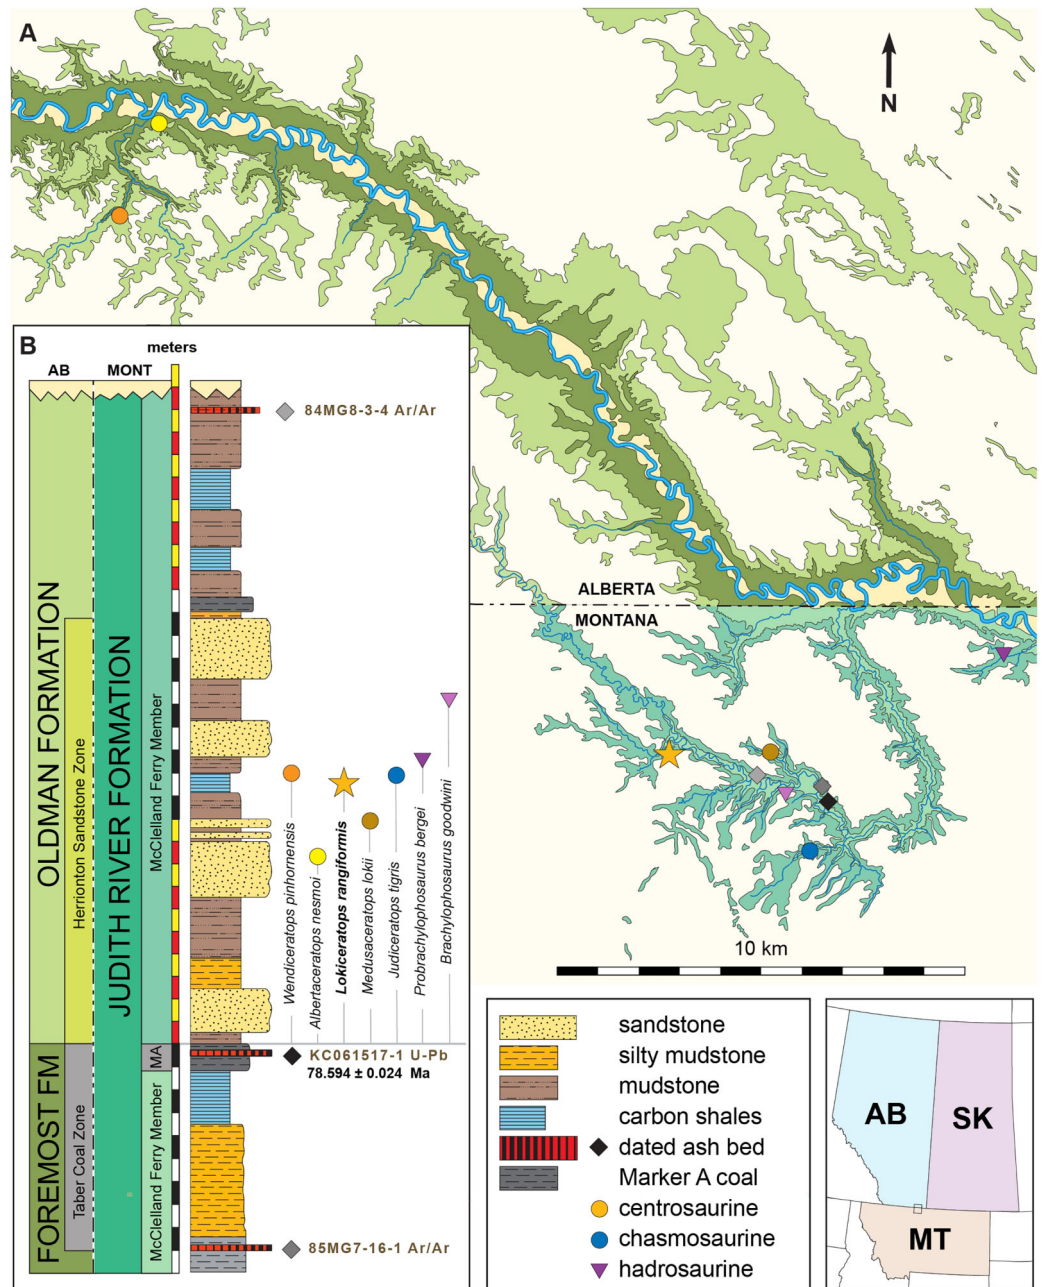 A
N
ALBERTA
MONTANA
10 km
B
meters
AB
MONT
OLDMAN FORMATION
Herrionton Sandstone Zone
JUDITH RIVER FORMATION
McClelland Ferry Member
FOREMOST FM
Taber Coal Zone
MA
McClelland Ferry Member
84MG8-3-4 Ar/Ar
Wendiceratops pinhornensis
Albertaceratops nesmoi
Lokiceratops rangiformis
Medusaceratops lokii
Judiceratops tigris
Probrachylophosaurus bergei
Brachylophosaurus goodwini
KC061517-1 U-Pb
78.594 ± 0.024 Ma
85MG7-16-1 Ar/Ar
sandstone
silty mudstone
mudstone
carbon shales
dated ash bed
Marker A coal
centrosaurine
chasmosaurine
hadrosaurine
AB
SK
MT